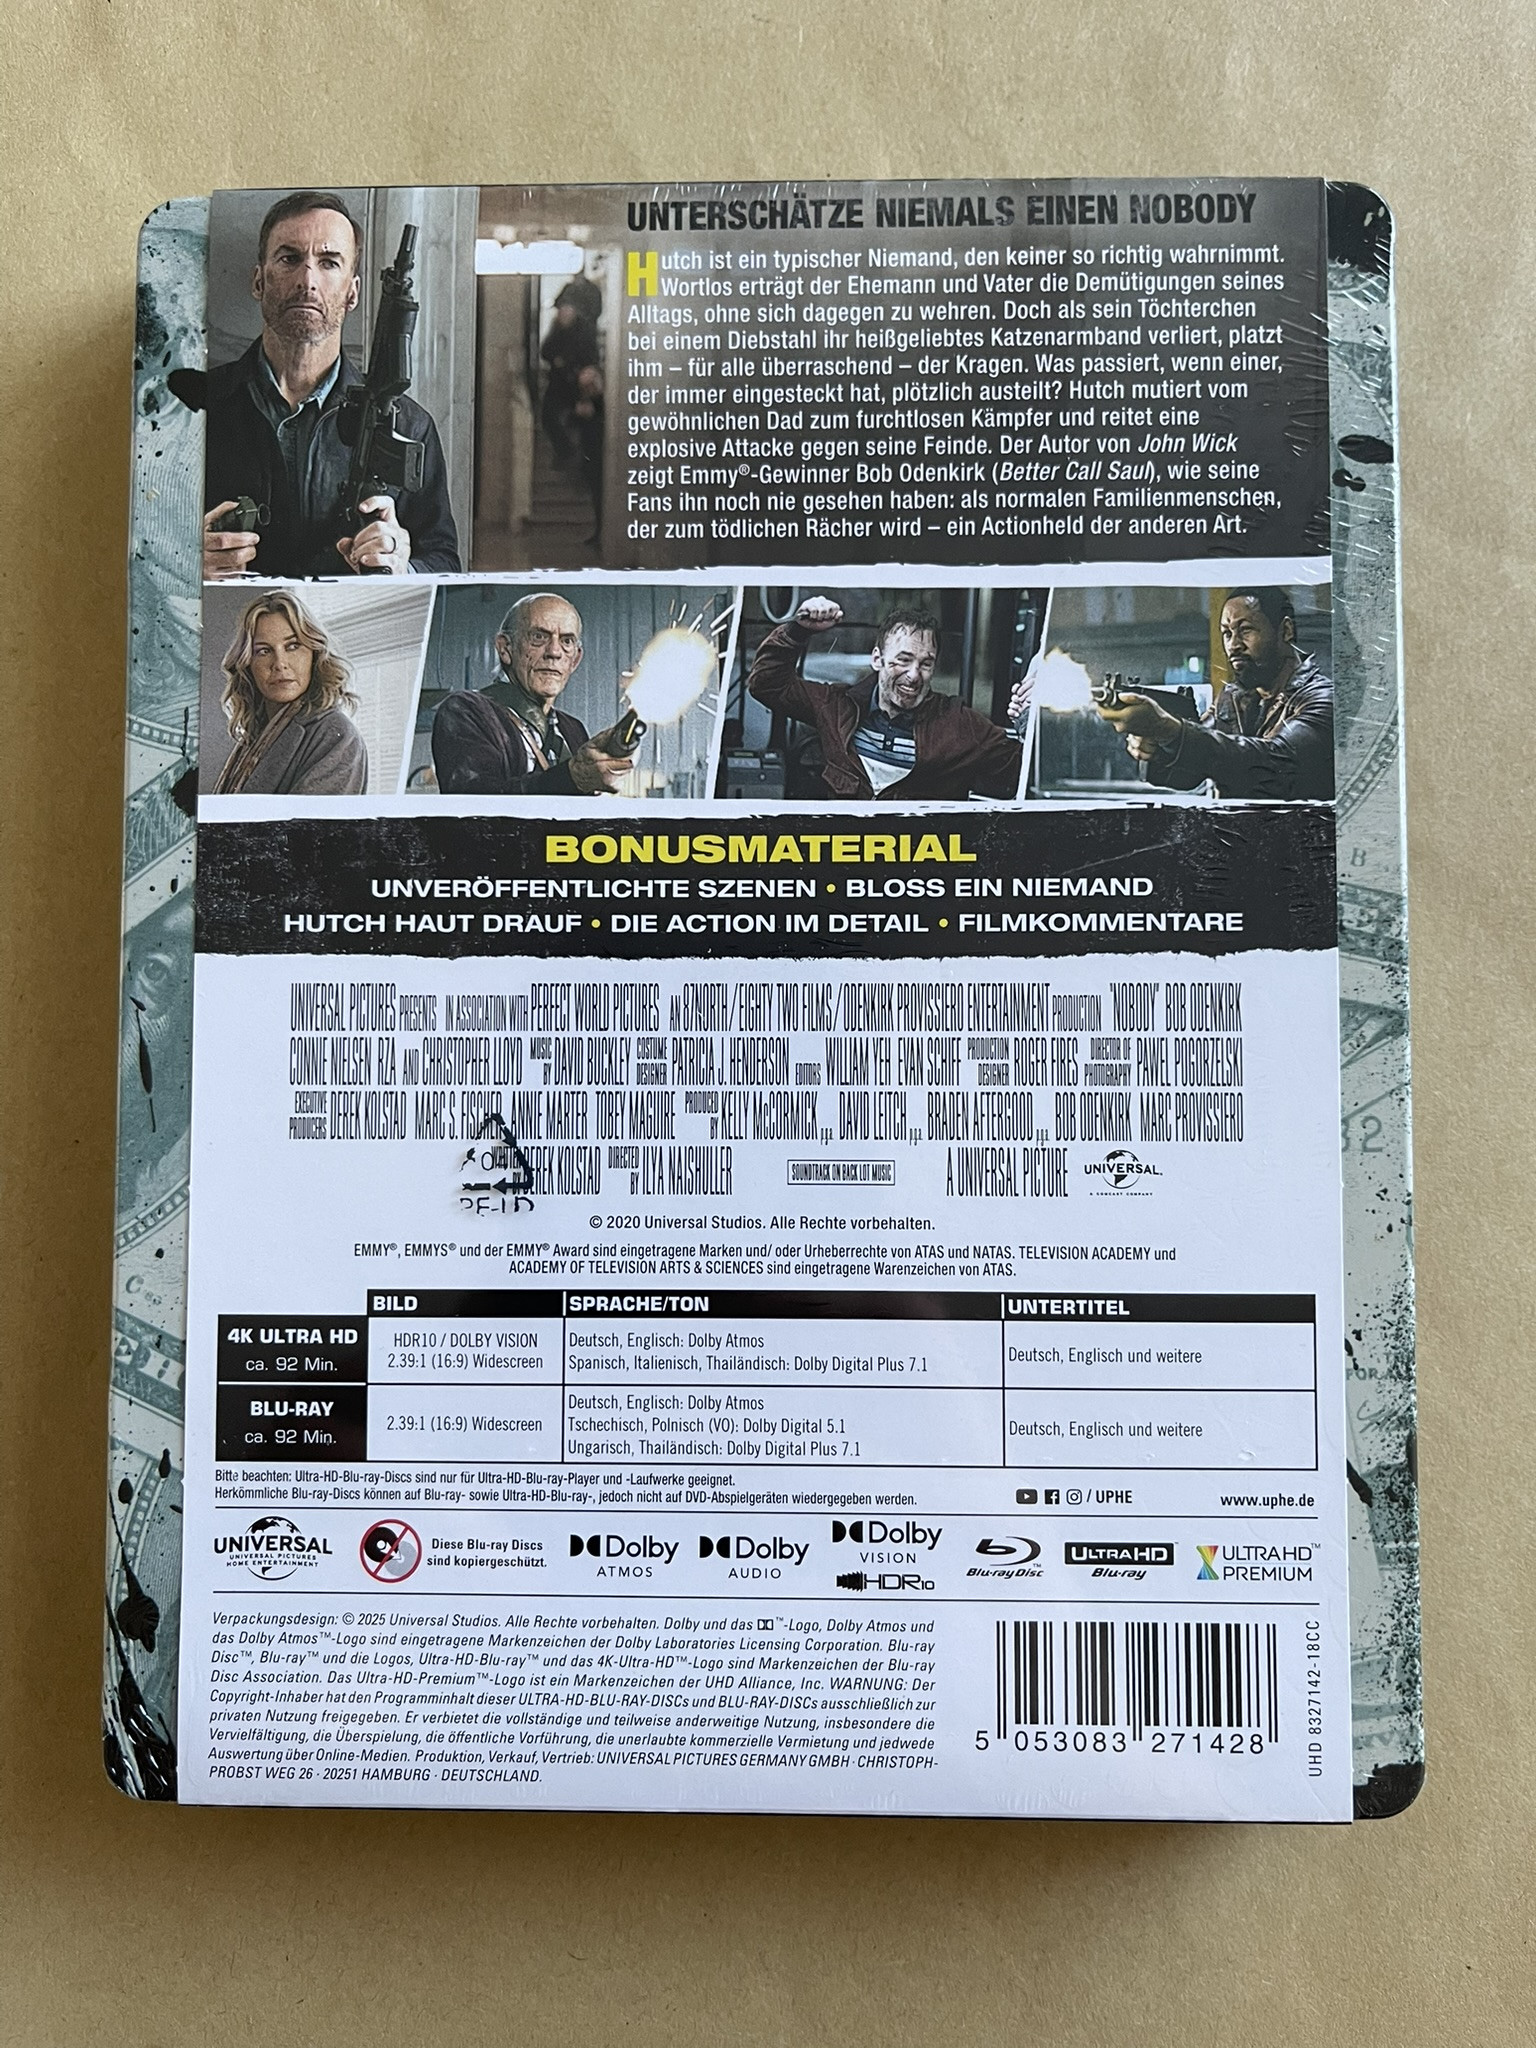 UNTERSCHÄTZE NIEMALS EINEN NOBODY
Hutch ist ein typischer Niemand, den keiner so richtig wahrnimmt.
Wortlos erträgt der Ehemann und Vater die Demütigungen seines
Alltags, ohne sich dagegen zu wehren. Doch als sein Töchterchen
bei einem Diebstahl ihr heißgeliebtes Katzenarmband verliert, platzt
ihm – für alle überraschend – der Kragen. Was passiert, wenn einer,
der immer eingesteckt hat, plötzlich austeilt? Hutch mutiert vom
gewöhnlichen Dad zum furchtlosen Kämpfer und reitet eine
explosive Attacke gegen seine Feinde. Der Autor von John Wick
zeigt Emmy®-Gewinner Bob Odenkirk (Better Call Saul), wie seine
Fans ihn noch nie gesehen haben: als normalen Familienmenschen,
der zum tödlichen Rächer wird – ein Actionheld der anderen Art.
BONUSMATERIAL
UNVERÖFFENTLICHTE SZENEN • BLOSS EIN NIEMAND
HUTCH HAUT DRAUF • DIE ACTION IM DETAIL • FILMKOMMENTARE
UNIVERSAL PICTURES PRESENTS IN ASSOCIATION WITH PERFECT WORLD PICTURES AN 87NORTH / EIGHTY TWO FILMS / ODENKIRK PROVISSIERO ENTERTAINMENT PRODUCTION "NOBODY" BOB ODENKIRK
CONNIE NIELSEN RZA AND CHRISTOPHER LLOYD MUSIC BY DAVID BUCKLEY COSTUME DESIGNER PATRICIA J. HENDERSON EDITORS WILLIAM YEH EVAN SCHIFF PRODUCTION DESIGNER ROGER FIRES DIRECTOR OF PHOTOGRAPHY PAWEL POGORZELSKI
EXECUTIVE PRODUCERS DEREK KOLSTAD MARC S. FISCHER ANNIE MARTER TOBEY MAGUIRE PRODUCED BY KELLY McCORMICK, p.g.a. DAVID LEITCH, p.g.a. BRADEN AFTERGOOD, p.g.a. BOB ODENKIRK MARC PROVISSIERO
WRITTEN BY DEREK KOLSTAD DIRECTED BY ILYA NAISHULLER SOUNDTRACK ON BACK LOT MUSIC A UNIVERSAL PICTURE UNIVERSAL
A COMCAST COMPANY
© 2020 Universal Studios. Alle Rechte vorbehalten.
EMMY®, EMMYS® und der EMMY® Award sind eingetragene Marken und/ oder Urheberrechte von ATAS und NATAS. TELEVISION ACADEMY und
ACADEMY OF TELEVISION ARTS & SCIENCES sind eingetragene Warenzeichen von ATAS.
BILD SPRACHE/TON UNTERTITEL
4K ULTRA HD
ca. 92 Min.
HDR10 / DOLBY VISION
2.39:1 (16:9) Widescreen
Deutsch, Englisch: Dolby Atmos
Spanisch, Italienisch, Thailändisch: Dolby Digital Plus 7.1
Deutsch, Englisch und weitere
BLU-RAY
ca. 92 Min.
2.39:1 (16:9) Widescreen
Deutsch, Englisch: Dolby Atmos
Tschechisch, Polnisch (VO): Dolby Digital 5.1
Ungarisch, Thailändisch: Dolby Digital Plus 7.1
Deutsch, Englisch und weitere
Bitte beachten: Ultra-HD-Blu-ray-Discs sind nur für Ultra-HD-Blu-ray-Player und -Laufwerke geeignet.
Herkömmliche Blu-ray-Discs können auf Blu-ray- sowie Ultra-HD-Blu-ray-, jedoch nicht auf DVD-Abspielgeräten wiedergegeben werden.
/ UPHE www.uphe.de
UNIVERSAL
UNIVERSAL PICTURES
HOME ENTERTAINMENT
Diese Blu-ray Discs
sind kopiergeschützt.
Dolby
ATMOS
Dolby
AUDIO
Dolby
VISION
HDR10
Blu-ray Disc™
ULTRA HD
Blu-ray
ULTRA HD™
PREMIUM
Verpackungsdesign: © 2025 Universal Studios. Alle Rechte vorbehalten. Dolby und das ™-Logo, Dolby Atmos und
das Dolby Atmos™-Logo sind eingetragene Markenzeichen der Dolby Laboratories Licensing Corporation. Blu-ray
Disc™, Blu-ray™ und die Logos, Ultra-HD-Blu-ray™ und das 4K-Ultra-HD™-Logo sind Markenzeichen der Blu-ray
Disc Association. Das Ultra-HD-Premium™-Logo ist ein Markenzeichen der UHD Alliance, Inc. WARNUNG: Der
Copyright-Inhaber hat den Programminhalt dieser ULTRA-HD-BLU-RAY-DISCs und BLU-RAY-DISCs ausschließlich zur
privaten Nutzung freigegeben. Er verbietet die vollständige und teilweise anderweitige Nutzung, insbesondere die
Vervielfältigung, die Überspielung, die öffentliche Vorführung, die unerlaubte kommerzielle Vermietung und jedwede
Auswertung über Online-Medien. Produktion, Verkauf, Vertrieb: UNIVERSAL PICTURES GERMANY GMBH · CHRISTOPH-
PROBST WEG 26 · 20251 HAMBURG · DEUTSCHLAND.
5 053083 271428
UHD 8327142-18CC